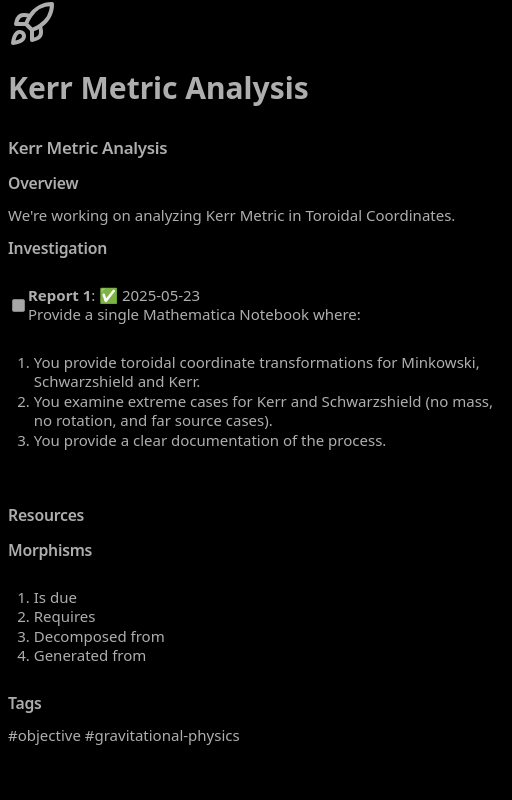 Kerr Metric Analysis
Kerr Metric Analysis
Overview
We're working on analyzing Kerr Metric in Toroidal Coordinates.
Investigation
Report 1: ✅ 2025-05-23
Provide a single Mathematica Notebook where:
1. You provide toroidal coordinate transformations for Minkowski,
Schwarzshield and Kerr.
2. You examine extreme cases for Kerr and Schwarzshield (no mass,
no rotation, and far source cases).
3. You provide a clear documentation of the process.
Resources
Morphisms
1. Is due
2. Requires
3. Decomposed from
4. Generated from
Tags
#objective #gravitational-physics